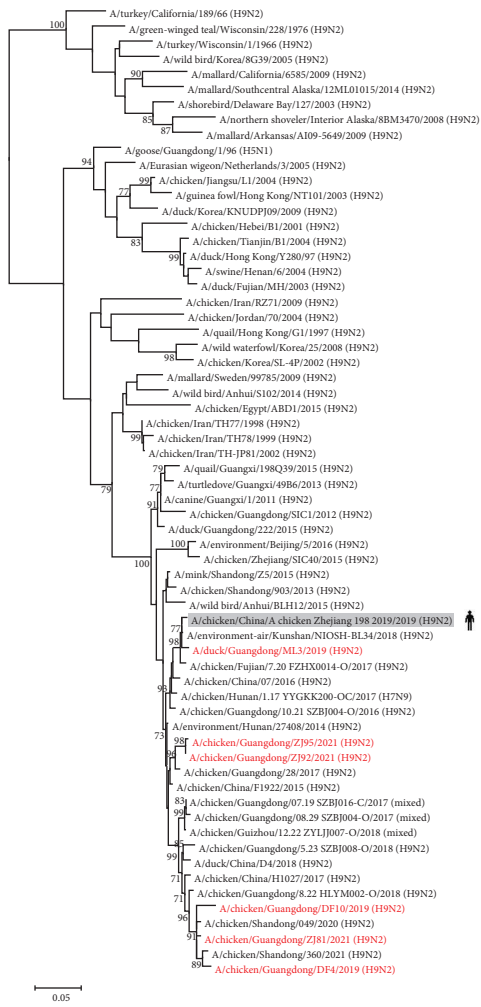 A/turkey/California/189/66 (H9N2)
100
A/green-winged teal/Wisconsin/228/1976 (H9N2)
A/turkey/Wisconsin/1/1966 (H9N2)
A/wild bird/Korea/8G39/2005 (H9N2)
90
A/mallard/California/6585/2009 (H9N2)
A/mallard/Southcentral Alaska/12ML01015/2014 (H9N2)
A/shorebird/Delaware Bay/127/2003 (H9N2)
85
A/northern shoveler/Interior Alaska/8BM3470/2008 (H9N2)
87
A/mallard/Arkansas/AI09-5649/2009 (H9N2)
A/goose/Guangdong/1/96 (H5N1)
94
A/Eurasian wigeon/Netherlands/3/2005 (H9N2)
99
A/chicken/Jiangsu/L1/2004 (H9N2)
77
A/guinea fowl/Hong Kong/NT101/2003 (H9N2)
A/duck/Korea/KNUDPJ09/2009 (H9N2)
A/chicken/Hebei/B1/2001 (H9N2)
83
A/chicken/Tianjin/B1/2004 (H9N2)
99
A/duck/Hong Kong/Y280/97 (H9N2)
A/swine/Henan/6/2004 (H9N2)
A/duck/Fujian/MH/2003 (H9N2)
A/chicken/Iran/RZ71/2009 (H9N2)
A/chicken/Jordan/70/2004 (H9N2)
A/quail/Hong Kong/G1/1997 (H9N2)
A/wild waterfowl/Korea/25/2008 (H9N2)
98
A/chicken/Korea/SL-4P/2002 (H9N2)
A/mallard/Sweden/99785/2009 (H9N2)
A/wild bird/Anhui/S102/2014 (H9N2)
A/chicken/Egypt/ABD1/2015 (H9N2)
A/chicken/Iran/TH77/1998 (H9N2)
99
A/chicken/Iran/TH78/1999 (H9N2)
A/chicken/Iran/TH-JP81/2002 (H9N2)
79
A/quail/Guangxi/198Q39/2015 (H9N2)
77
A/turtledove/Guangxi/49B6/2013 (H9N2)
79
91
A/canine/Guangxi/1/2011 (H9N2)
A/chicken/Guangdong/SIC1/2012 (H9N2)
A/duck/Guangdong/222/2015 (H9N2)
100
A/environment/Beijing/5/2016 (H9N2)
100
A/chicken/Zhejiang/SIC40/2015 (H9N2)
A/mink/Shandong/Z5/2015 (H9N2)
A/chicken/Shandong/903/2013 (H9N2)
A/wild bird/Anhui/BLH12/2015 (H9N2)
A/chicken/China/A chicken Zhejiang 198 2019/2019 (H9N2)
77
A/environment-air/Kunshan/NIOSH-BL34/2018 (H9N2)
98
A/duck/Guangdong/ML3/2019 (H9N2)
A/chicken/Fujian/7.20 FZHX0014-O/2017 (H9N2)
A/chicken/China/07/2016 (H9N2)
93
A/chicken/Hunan/1.17 YYGKK200-OC/2017 (H7N9)
A/chicken/Guangdong/10.21 SZBJ004-O/2016 (H9N2)
A/environment/Hunan/27408/2014 (H9N2)
73
98
A/chicken/Guangdong/ZJ95/2021 (H9N2)
96
A/chicken/Guangdong/ZJ92/2021 (H9N2)
A/chicken/Guangdong/28/2017 (H9N2)
A/chicken/China/F1922/2015 (H9N2)
83
A/chicken/Guangdong/07.19 SZBJ016-C/2017 (mixed)
99
A/chicken/Guangdong/08.29 SZBJ004-O/2017 (mixed)
A/chicken/Guizhou/12.22 ZYLJJ007-O/2018 (mixed)
85
A/chicken/Guangdong/5.23 SZBJ008-O/2018 (H9N2)
99
A/duck/China/D4/2018 (H9N2)
71
A/chicken/China/H1027/2017 (H9N2)
71
A/chicken/Guangdong/8.22 HLYM002-O/2018 (H9N2)
A/chicken/Guangdong/DF10/2019 (H9N2)
96
A/chicken/Shandong/049/2020 (H9N2)
91
A/chicken/Guangdong/ZJ81/2021 (H9N2)
A/chicken/Shandong/360/2021 (H9N2)
89
A/chicken/Guangdong/DF4/2019 (H9N2)
0.05